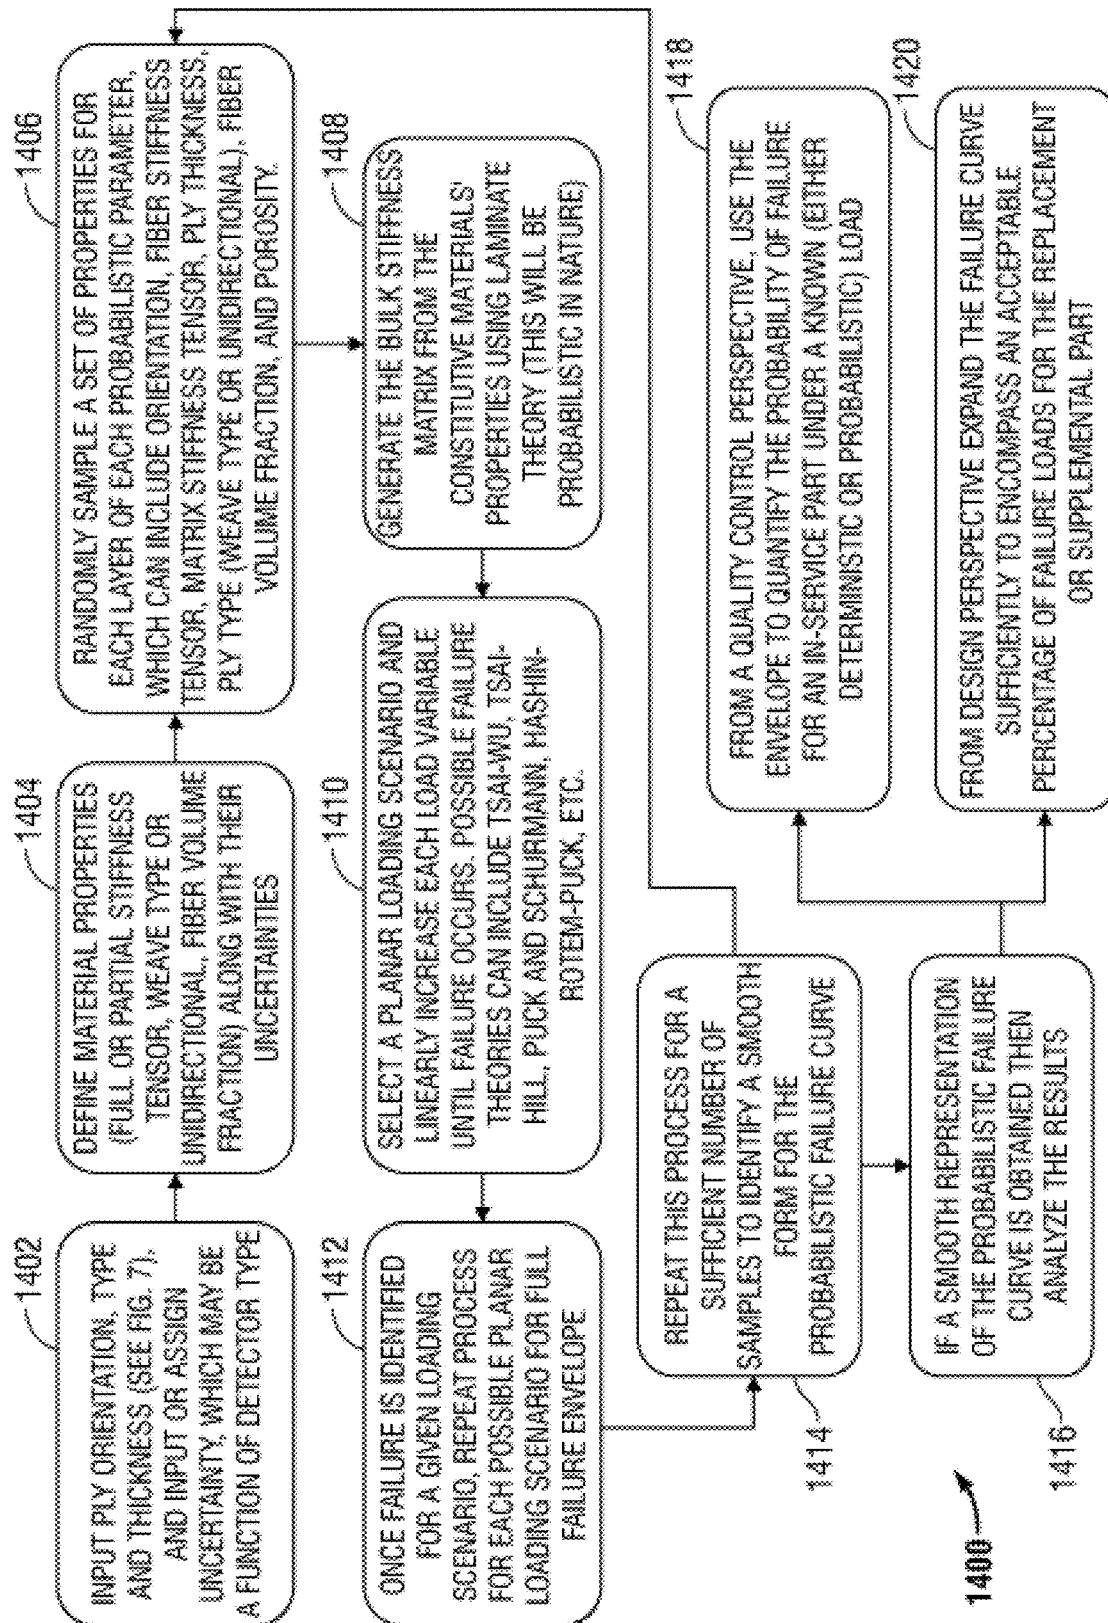 1402
INPUT PLY ORIENTATION, TYPE
AND THICKNESS (SEE FIG. 7),
AND INPUT OR ASSIGN
UNCERTAINTY, WHICH MAY BE
A FUNCTION OF DETECTOR TYPE
1404
DEFINE MATERIAL PROPERTIES
(FULL OR PARTIAL STIFFNESS
TENSOR, WEAVE TYPE OR
UNIDIRECTIONAL, FIBER VOLUME
FRACTION) ALONG WITH THEIR
UNCERTAINTIES
1406
RANDOMLY SAMPLE A SET OF PROPERTIES FOR
EACH LAYER OF EACH PROBABILISTIC PARAMETER,
WHICH CAN INCLUDE ORIENTATION, FIBER STIFFNESS
TENSOR, MATRIX STIFFNESS TENSOR, PLY THICKNESS,
PLY TYPE (WEAVE TYPE OR UNIDIRECTIONAL), FIBER
VOLUME FRACTION, AND POROSITY.
1408
GENERATE THE BULK STIFFNESS
MATRIX FROM THE
CONSTITUTIVE MATERIALS'
PROPERTIES USING LAMINATE
THEORY (THIS WILL BE
PROBABILISTIC IN NATURE)
1410
SELECT A PLANAR LOADING SCENARIO AND
LINEARLY INCREASE EACH LOAD VARIABLE
UNTIL FAILURE OCCURS. POSSIBLE FAILURE
THEORIES CAN INCLUDE TSAI-WU, TSAI-
HILL, PUCK AND SCHURMANN, HASHIN-
ROTEM-PUCK, ETC.
1412
ONCE FAILURE IS IDENTIFIED
FOR A GIVEN LOADING
SCENARIO, REPEAT PROCESS
FOR EACH POSSIBLE PLANAR
LOADING SCENARIO FOR FULL
FAILURE ENVELOPE
1414
REPEAT THIS PROCESS FOR A
SUFFICIENT NUMBER OF
SAMPLES TO IDENTIFY A SMOOTH
FORM FOR THE
PROBABILISTIC FAILURE CURVE
1416
IF A SMOOTH REPRESENTATION
OF THE PROBABILISTIC FAILURE
CURVE IS OBTAINED THEN
ANALYZE THE RESULTS
1418
FROM A QUALITY CONTROL PERSPECTIVE, USE THE
ENVELOPE TO QUANTIFY THE PROBABILITY OF FAILURE
FOR AN IN-SERVICE PART UNDER A KNOWN (EITHER
DETERMINISTIC OR PROBABILISTIC) LOAD
1420
FROM DESIGN PERSPECTIVE EXPAND THE FAILURE CURVE
SUFFICIENTLY TO ENCOMPASS AN ACCEPTABLE
PERCENTAGE OF FAILURE LOADS FOR THE REPLACEMENT
OR SUPPLEMENTAL PART
1400